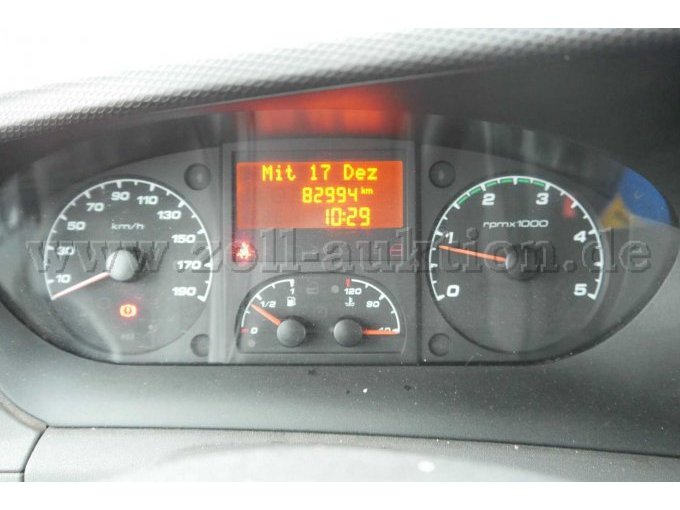 Mit 17 Dez
82994 km
10:29
10 30 50 70 90 110 130 150 170 190
km/h
0 1 2 3 4 5
rpmx1000
0 1/2 1
120 90 40
www.zoll-auktion.de